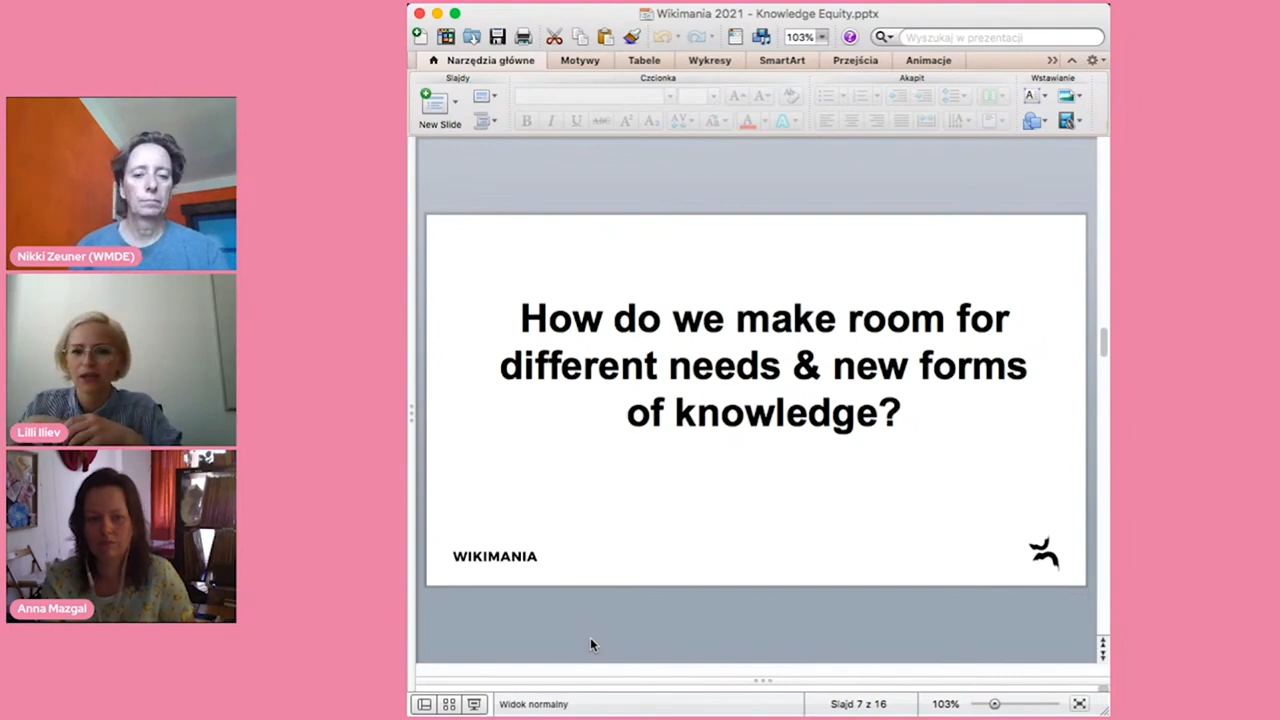 Wikimania 2021 - Knowledge Equity.pptx
103%
Wyszukaj w prezentacji
Narzędzia główne
Motywy
Tabele
Wykresy
SmartArt
Przejścia
Animacje
Slajdy
Czcionka
Akapit
Wstawianie
New Slide
Nikki Zeuner (WMDE)
Lilli Iliev
Anna Mazgal
How do we make room for
different needs & new forms
of knowledge?
WIKIMANIA
Widok normalny
Slajd 7 z 16
103%